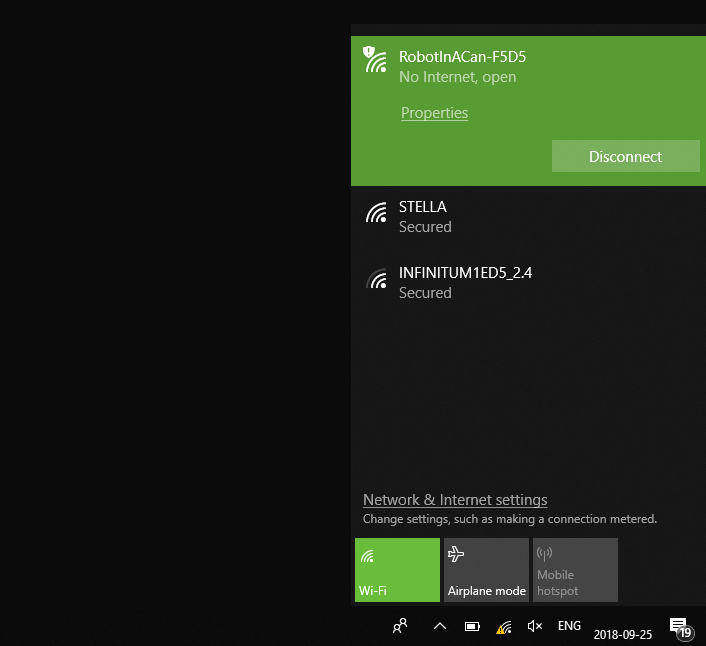 RobotInACan-F5D5
No Internet, open
Properties
Disconnect
STELLA
Secured
INFINITUM1ED5_2.4
Secured
Network & Internet settings
Change settings, such as making a connection metered.
Wi-Fi
Airplane mode
Mobile
hotspot
ENG
2018-09-25
19